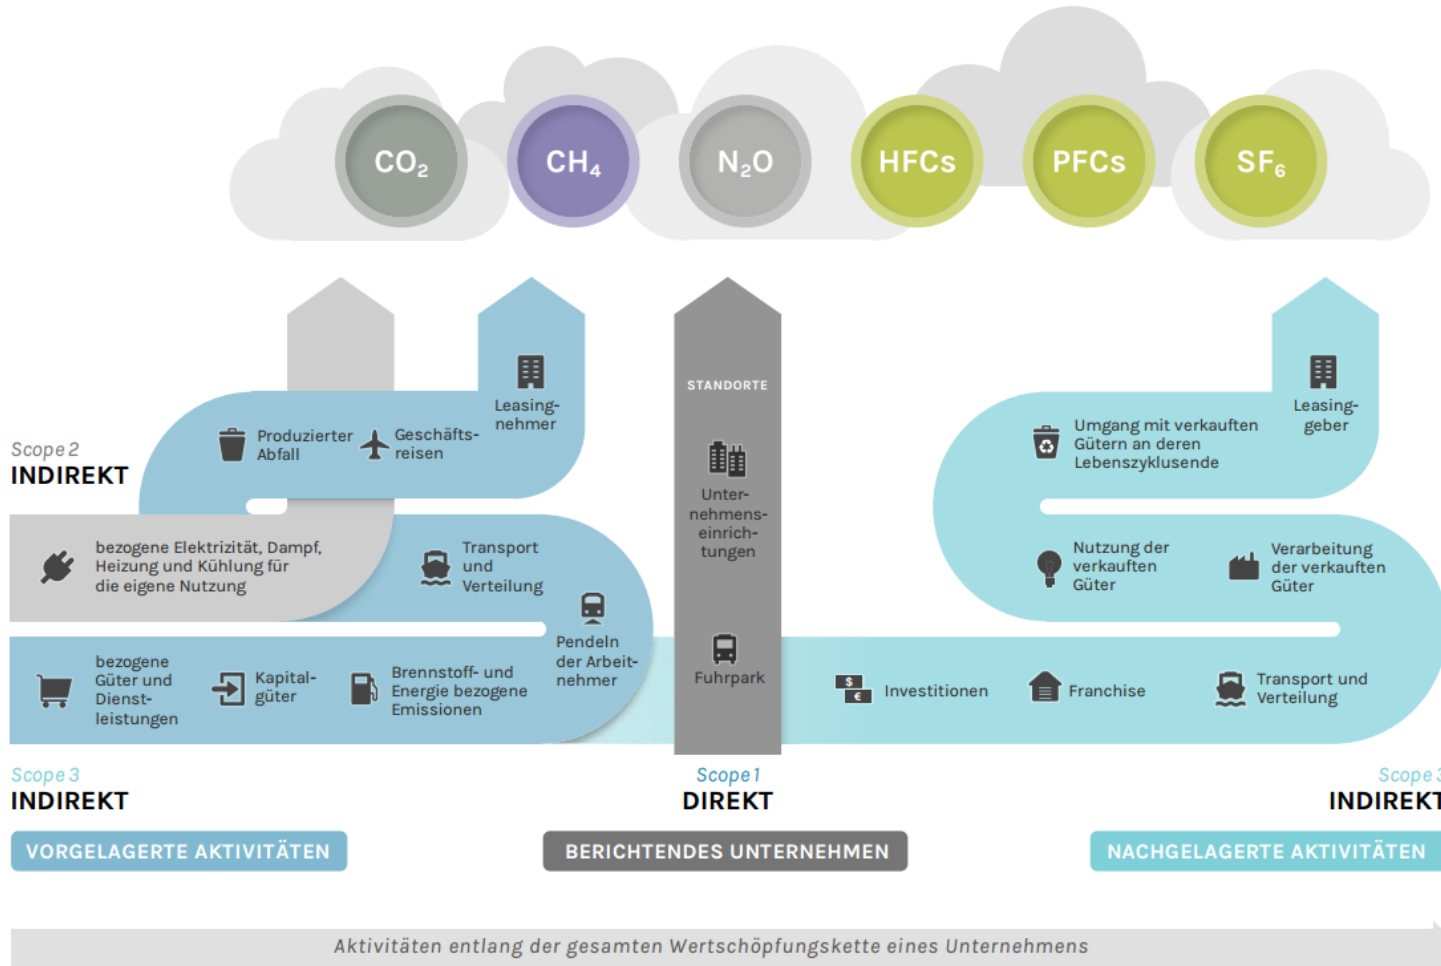 CO₂
CH₄
N₂O
HFCs
PFCs
SF₆
Scope 2
INDIREKT
Produzierter
Abfall
Geschäfts-
reisen
Leasing-
nehmer
bezogene Elektrizität, Dampf,
Heizung und Kühlung für
die eigene Nutzung
Transport
und
Verteilung
Pendeln
der Arbeit-
nehmer
bezogene
Güter und
Dienst-
leistungen
Kapital-
güter
Brennstoff- und
Energie bezogene
Emissionen
STANDORTE
Unter-
nehmens-
einrich-
tungen
Fuhrpark
Leasing-
geber
Umgang mit verkauften
Gütern an deren
Lebenszyklusende
Nutzung der
verkauften
Güter
Verarbeitung
der verkauften
Güter
$
€
Investitionen
Franchise
Transport und
Verteilung
Scope 3
INDIREKT
Scope 1
DIREKT
Scope 3
INDIREKT
VORGELAGERTE AKTIVITÄTEN
BERICHTENDES UNTERNEHMEN
NACHGELAGERTE AKTIVITÄTEN
Aktivitäten entlang der gesamten Wertschöpfungskette eines Unternehmens